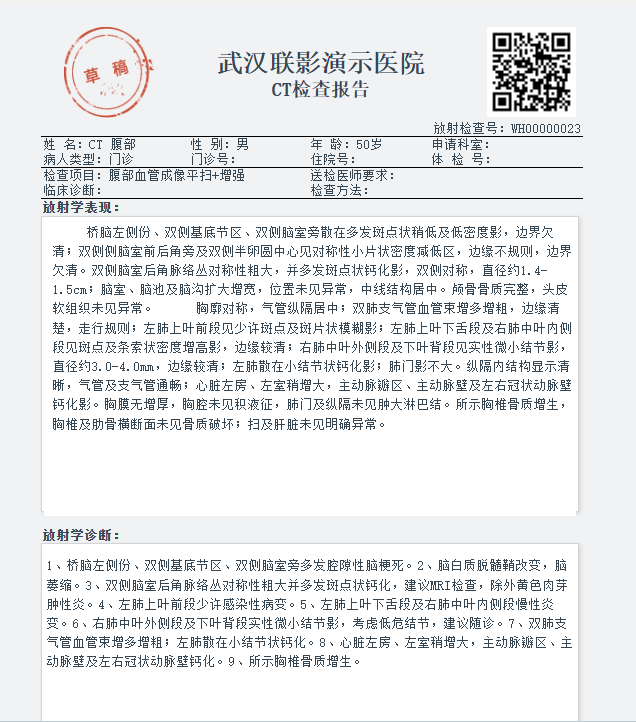 草稿
武汉联影演示医院
CT检查报告
放射检查号: WH00000023
姓 名: CT 腹部 性 别: 男 年 龄: 50岁 申请科室:
病人类型: 门诊 门诊号: 住院号: 体 检 号:
检查项目: 腹部血管成像平扫+增强 送检医师要求:
临床诊断: 检查方法:
放射学表现:
桥脑左侧份、双侧基底节区、双侧脑室旁散在多发斑点状稍低及低密度影，边界欠
清；双侧侧脑室前后角旁及双侧半卵圆中心见对称性小片状密度减低区，边缘不规则，边界
欠清。双侧脑室后角脉络丛对称性粗大，并多发斑点状钙化影，双侧对称，直径约1.4-
1.5cm；脑室、脑池及脑沟扩大增宽，位置未见异常，中线结构居中。颅骨骨质完整，头皮
软组织未见异常。 胸廓对称，气管纵隔居中；双肺支气管血管束增多增粗，边缘清
楚，走行规则；左肺上叶前段见少许斑点及斑片状模糊影；左肺上叶下舌段及右肺中叶内侧
段见斑点及条索状密度增高影，边缘较清；右肺中叶外侧段及下叶背段见实性微小结节影，
直径约3.0-4.0mm，边缘较清；左肺散在小结节状钙化影；肺门影不大。纵隔内结构显示清
晰，气管及支气管通畅；心脏左房、左室稍增大，主动脉瓣区、主动脉壁及左右冠状动脉壁
钙化影。胸膜无增厚，胸腔未见积液征，肺门及纵隔未见肿大淋巴结。所示胸椎骨质增生，
胸椎及肋骨横断面未见骨质破坏；扫及肝脏未见明确异常。
放射学诊断:
1、桥脑左侧份、双侧基底节区、双侧脑室旁多发腔隙性脑梗死。2、脑白质脱髓鞘改变，脑
萎缩。3、双侧脑室后角脉络丛对称性粗大并多发斑点状钙化，建议MRI检查，除外黄色肉芽
肿性炎。4、左肺上叶前段少许感染性病变。5、左肺上叶下舌段及右肺中叶内侧段慢性炎
变。6、右肺中叶外侧段及下叶背段实性微小结节影，考虑低危结节，建议随诊。7、双肺支
气管血管束增多增粗；左肺散在小结节状钙化。8、心脏左房、左室稍增大，主动脉瓣区、主
动脉壁及左右冠状动脉壁钙化。9、所示胸椎骨质增生。